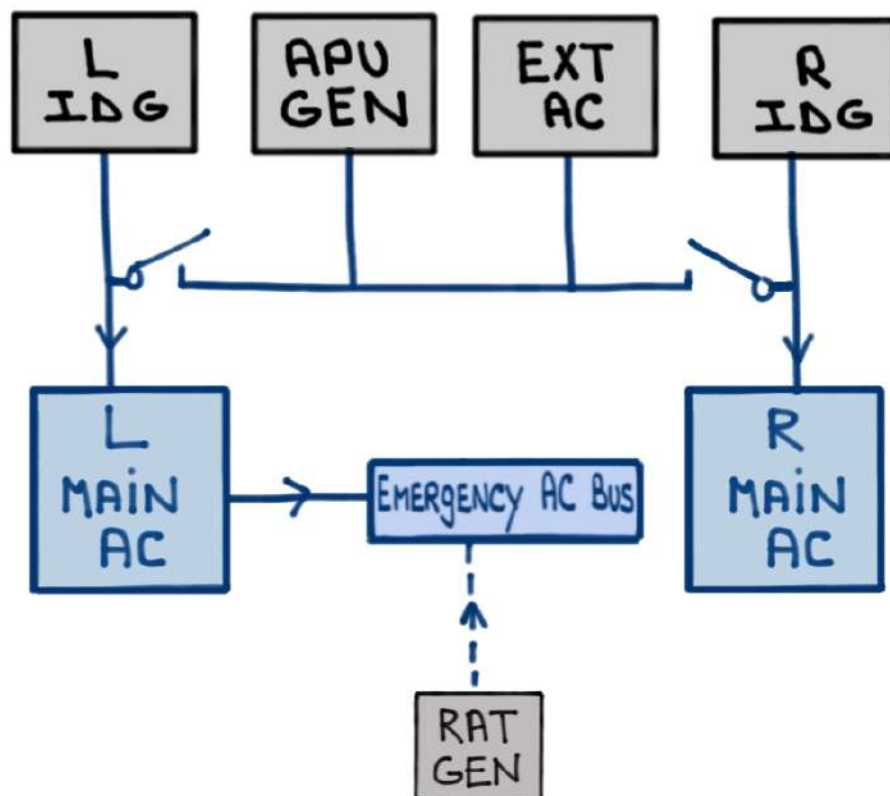 L
IDG
APU
GEN
EXT
AC
R
IDG
L
MAiN
AC
EMERgENCY AC BUS
R
MAiN
AC
RAT
GEN